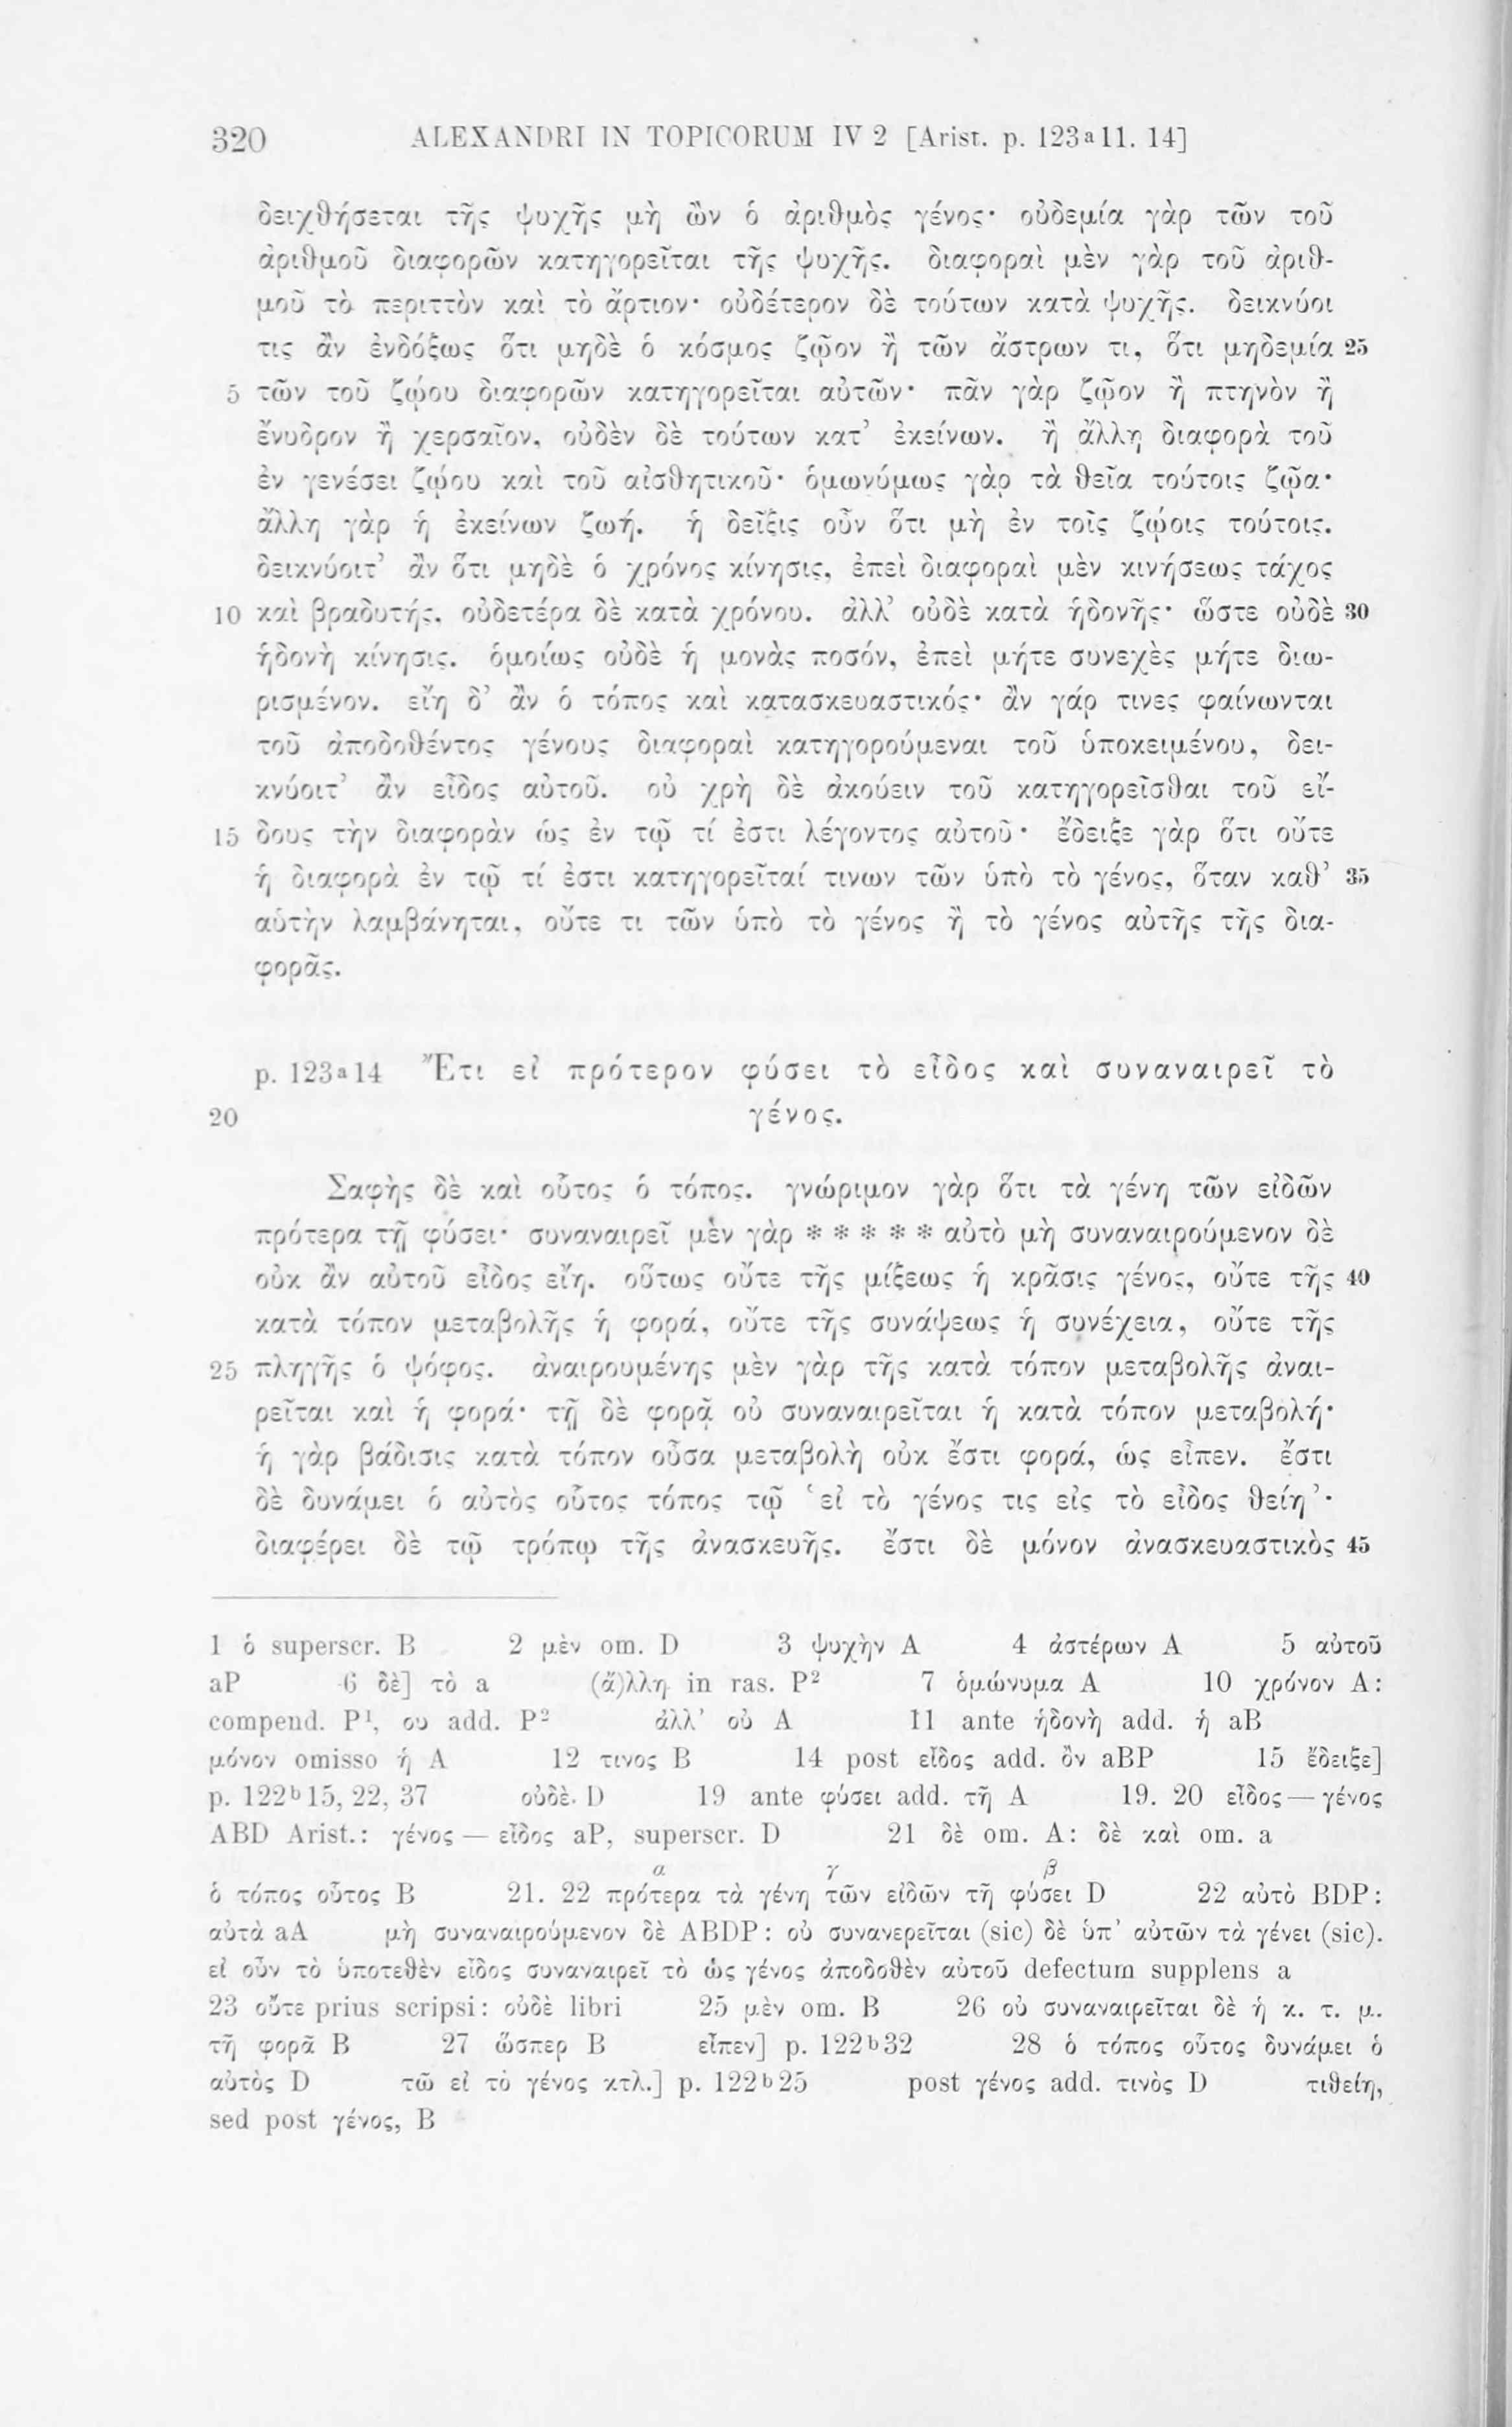 320 ALEXANDRI IN TOPICORUM IV 2 [Arist. p. 123ᵃ11. 14]
δειχθήσεται τῆς ψυχῆς μὴ ὢν ὁ ἀριθμὸς γένος· οὐδεμία γὰρ τῶν τοῦ
ἀριθμοῦ διαφορῶν κατηγορεῖται τῆς ψυχῆς. διαφοραὶ μὲν γὰρ τοῦ ἀριθ-
μοῦ τὸ περιττὸν καὶ τὸ ἄρτιον· οὐδέτερον δὲ τούτων κατὰ ψυχῆς. δεικνύοι
τις ἂν ἐνδόξως ὅτι μηδὲ ὁ κόσμος ζῷον ἢ τῶν ἄστρων τι, ὅτι μηδεμία 25
5 τῶν τοῦ ζῴου διαφορῶν κατηγορεῖται αὐτῶν· πᾶν γὰρ ζῷον ἢ πτηνὸν ἢ
ἔνυδρον ἢ χερσαῖον, οὐδὲν δὲ τούτων κατ’ ἐκείνων. ἢ ἄλλη διαφορὰ τοῦ
ἐν γενέσει ζῴου καὶ τοῦ αἰσθητικοῦ· ὁμωνύμως γὰρ τὰ θεῖα τούτοις ζῷα·
ἄλλη γὰρ ἡ ἐκείνων ζωή. ἡ δεῖξις οὖν ὅτι μὴ ἐν τοῖς ζῴοις τούτοις.
δεικνύοιτ’ ἂν ὅτι μηδὲ ὁ χρόνος κίνησις, ἐπεὶ διαφοραὶ μὲν κινήσεως τάχος
10 καὶ βραδυτής, οὐδετέρα δὲ κατὰ χρόνου. ἀλλ’ οὐδὲ κατὰ ἡδονῆς· ὥστε οὐδὲ 30
ἡδονὴ κίνησις. ὁμοίως οὐδὲ ἡ μονὰς ποσόν, ἐπεὶ μήτε συνεχὲς μήτε διω-
ρισμένον. εἴη δ’ ἂν ὁ τόπος καὶ κατασκευαστικός· ἂν γάρ τινες φαίνωνται
τοῦ ἀποδοθέντος γένους διαφοραὶ κατηγορούμεναι τοῦ ὑποκειμένου, δει-
κνύοιτ’ ἂν εἶδος αὐτοῦ. οὐ χρὴ δὲ ἀκούειν τοῦ κατηγορεῖσθαι τοῦ εἴ-
15 δους τὴν διαφορὰν ὡς ἐν τῷ τί ἐστι λέγοντος αὐτοῦ· ἔδειξε γὰρ ὅτι οὔτε
ἡ διαφορὰ ἐν τῷ τί ἐστι κατηγορεῖταί τινων τῶν ὑπὸ τὸ γένος, ὅταν καθ’ 35
αὑτὴν λαμβάνηται, οὔτε τι τῶν ὑπὸ τὸ γένος ἢ τὸ γένος αὐτῆς τῆς δια-
φορᾶς.
p. 123ᵃ14 Ἔτι εἰ πρότερον φύσει τὸ εἶδος καὶ συναναιρεῖ τὸ
20 γένος.
Σαφὴς δὲ καὶ οὗτος ὁ τόπος. γνώριμον γὰρ ὅτι τὰ γένη τῶν εἰδῶν
πρότερα τῇ φύσει· συναναιρεῖ μὲν γὰρ * * * * * αὐτὸ μὴ συναναιρούμενον δὲ
οὐκ ἂν αὐτοῦ εἶδος εἴη. οὕτως οὔτε τῆς μίξεως ἡ κρᾶσις γένος, οὔτε τῆς 40
κατὰ τόπον μεταβολῆς ἡ φορά, οὔτε τῆς συνάψεως ἡ συνέχεια, οὔτε τῆς
25 πληγῆς ὁ ψόφος. ἀναιρουμένης μὲν γὰρ τῆς κατὰ τόπον μεταβολῆς ἀναι-
ρεῖται καὶ ἡ φορά· τῇ δὲ φορᾷ οὐ συναναιρεῖται ἡ κατὰ τόπον μεταβολή·
ἡ γὰρ βάδισις κατὰ τόπον οὖσα μεταβολὴ οὐκ ἔστι φορά, ὡς εἶπεν. ἔστι
δὲ δυνάμει ὁ αὐτὸς οὗτος τόπος τῷ ‘εἰ τὸ γένος τις εἰς τὸ εἶδος θείη’·
διαφέρει δὲ τῷ τρόπῳ τῆς ἀνασκευῆς. ἔστι δὲ μόνον ἀνασκευαστικὸς 45
1 ὁ superscr. B 2 μὲν om. D 3 ψυχὴν A 4 ἀστέρων A 5 αὐτοῦ
aP 6 δὲ] τὸ a (ἄ)λλη in ras. P² 7 ὁμώνυμα A 10 χρόνον A:
compend. P¹, ου add. P² ἀλλ’ οὐ A 11 ante ἡδονὴ add. ἡ aB
μόνον omisso ἡ A 12 τινος B 14 post εἶδος add. ὂν aBP 15 ἔδειξε]
p. 122ᵇ15, 22, 37 οὐδὲ D 19 ante φύσει add. τῇ A 19. 20 εἶδος — γένος
ABD Arist.: γένος — εἶδος aP, superscr. D 21 δὲ om. A: δὲ καὶ om. a
α γ β
ὁ τόπος οὗτος B 21. 22 πρότερα τὰ γένη τῶν εἰδῶν τῇ φύσει D 22 αὐτὸ BDP:
αὐτὰ aA μὴ συναναιρούμενον δὲ ABDP: οὐ συνανερεῖται (sic) δὲ ὑπ’ αὐτῶν τὰ γένει (sic).
εἰ οὖν τὸ ὑποτεθὲν εἶδος συναναιρεῖ τὸ ὡς γένος ἀποδοθὲν αὐτοῦ defectum supplens a
23 οὔτε prius scripsi: οὐδὲ libri 25 μὲν om. B 26 οὐ συναναιρεῖται δὲ ἡ κ. τ. μ.
τῇ φορᾷ B 27 ὥσπερ B εἶπεν] p. 122ᵇ32 28 ὁ τόπος οὗτος δυνάμει ὁ
αὐτὸς D τῷ εἰ τὸ γένος κτλ.] p. 122ᵇ25 post γένος add. τινὸς D τιθείη,
sed post γένος, B